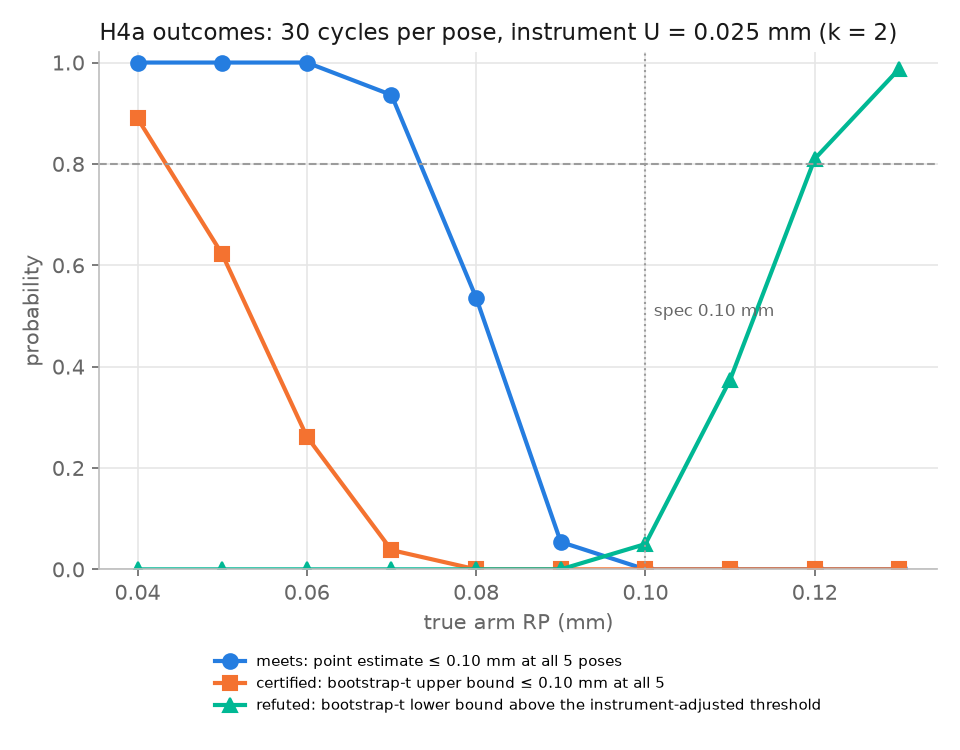 H4a outcomes: 30 cycles per pose, instrument U = 0.025 mm (k = 2)
1.0
0.8
0.6
0.4
0.2
0.0
probability
spec 0.10 mm
0.04 0.06 0.08 0.10 0.12
true arm RP (mm)
meets: point estimate ≤ 0.10 mm at all 5 poses
certified: bootstrap-t upper bound ≤ 0.10 mm at all 5
refuted: bootstrap-t lower bound above the instrument-adjusted threshold